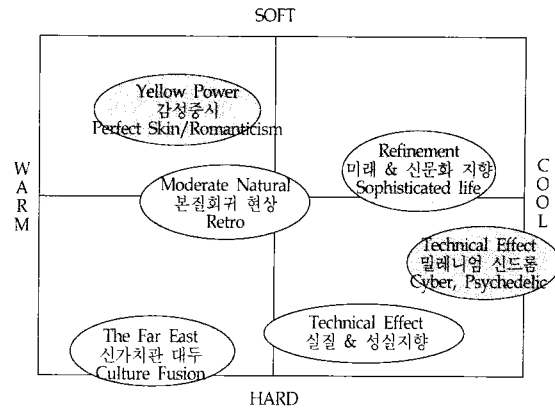 SOFT
Yellow Power
감성중시
Perfect Skin/Romanticism
Refinement
미래 & 신문화 지향
Sophisticated life
WARM
COOL
Moderate Natural
본질회귀 현상
Retro
Technical Effect
밀레니엄 신드롬
Cyber, Psychedelic
The Far East
신가치관 대두
Culture Fusion
Technical Effect
실질 & 성실지향
HARD